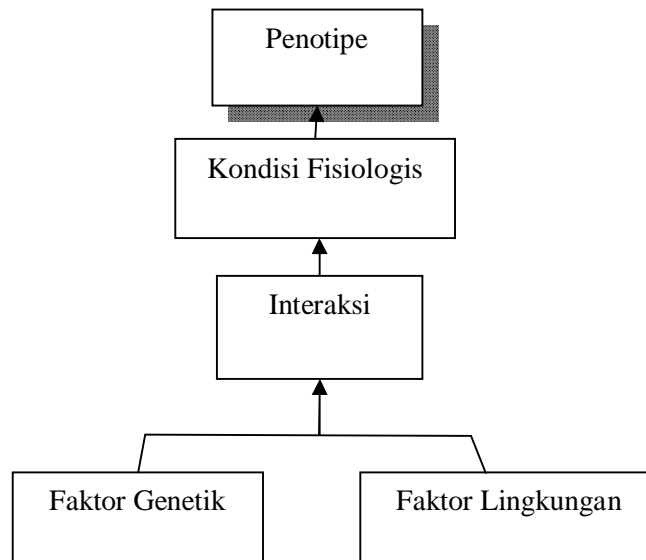 Penotipe
Kondisi Fisiologis
Interaksi
Faktor Genetik
Faktor Lingkungan